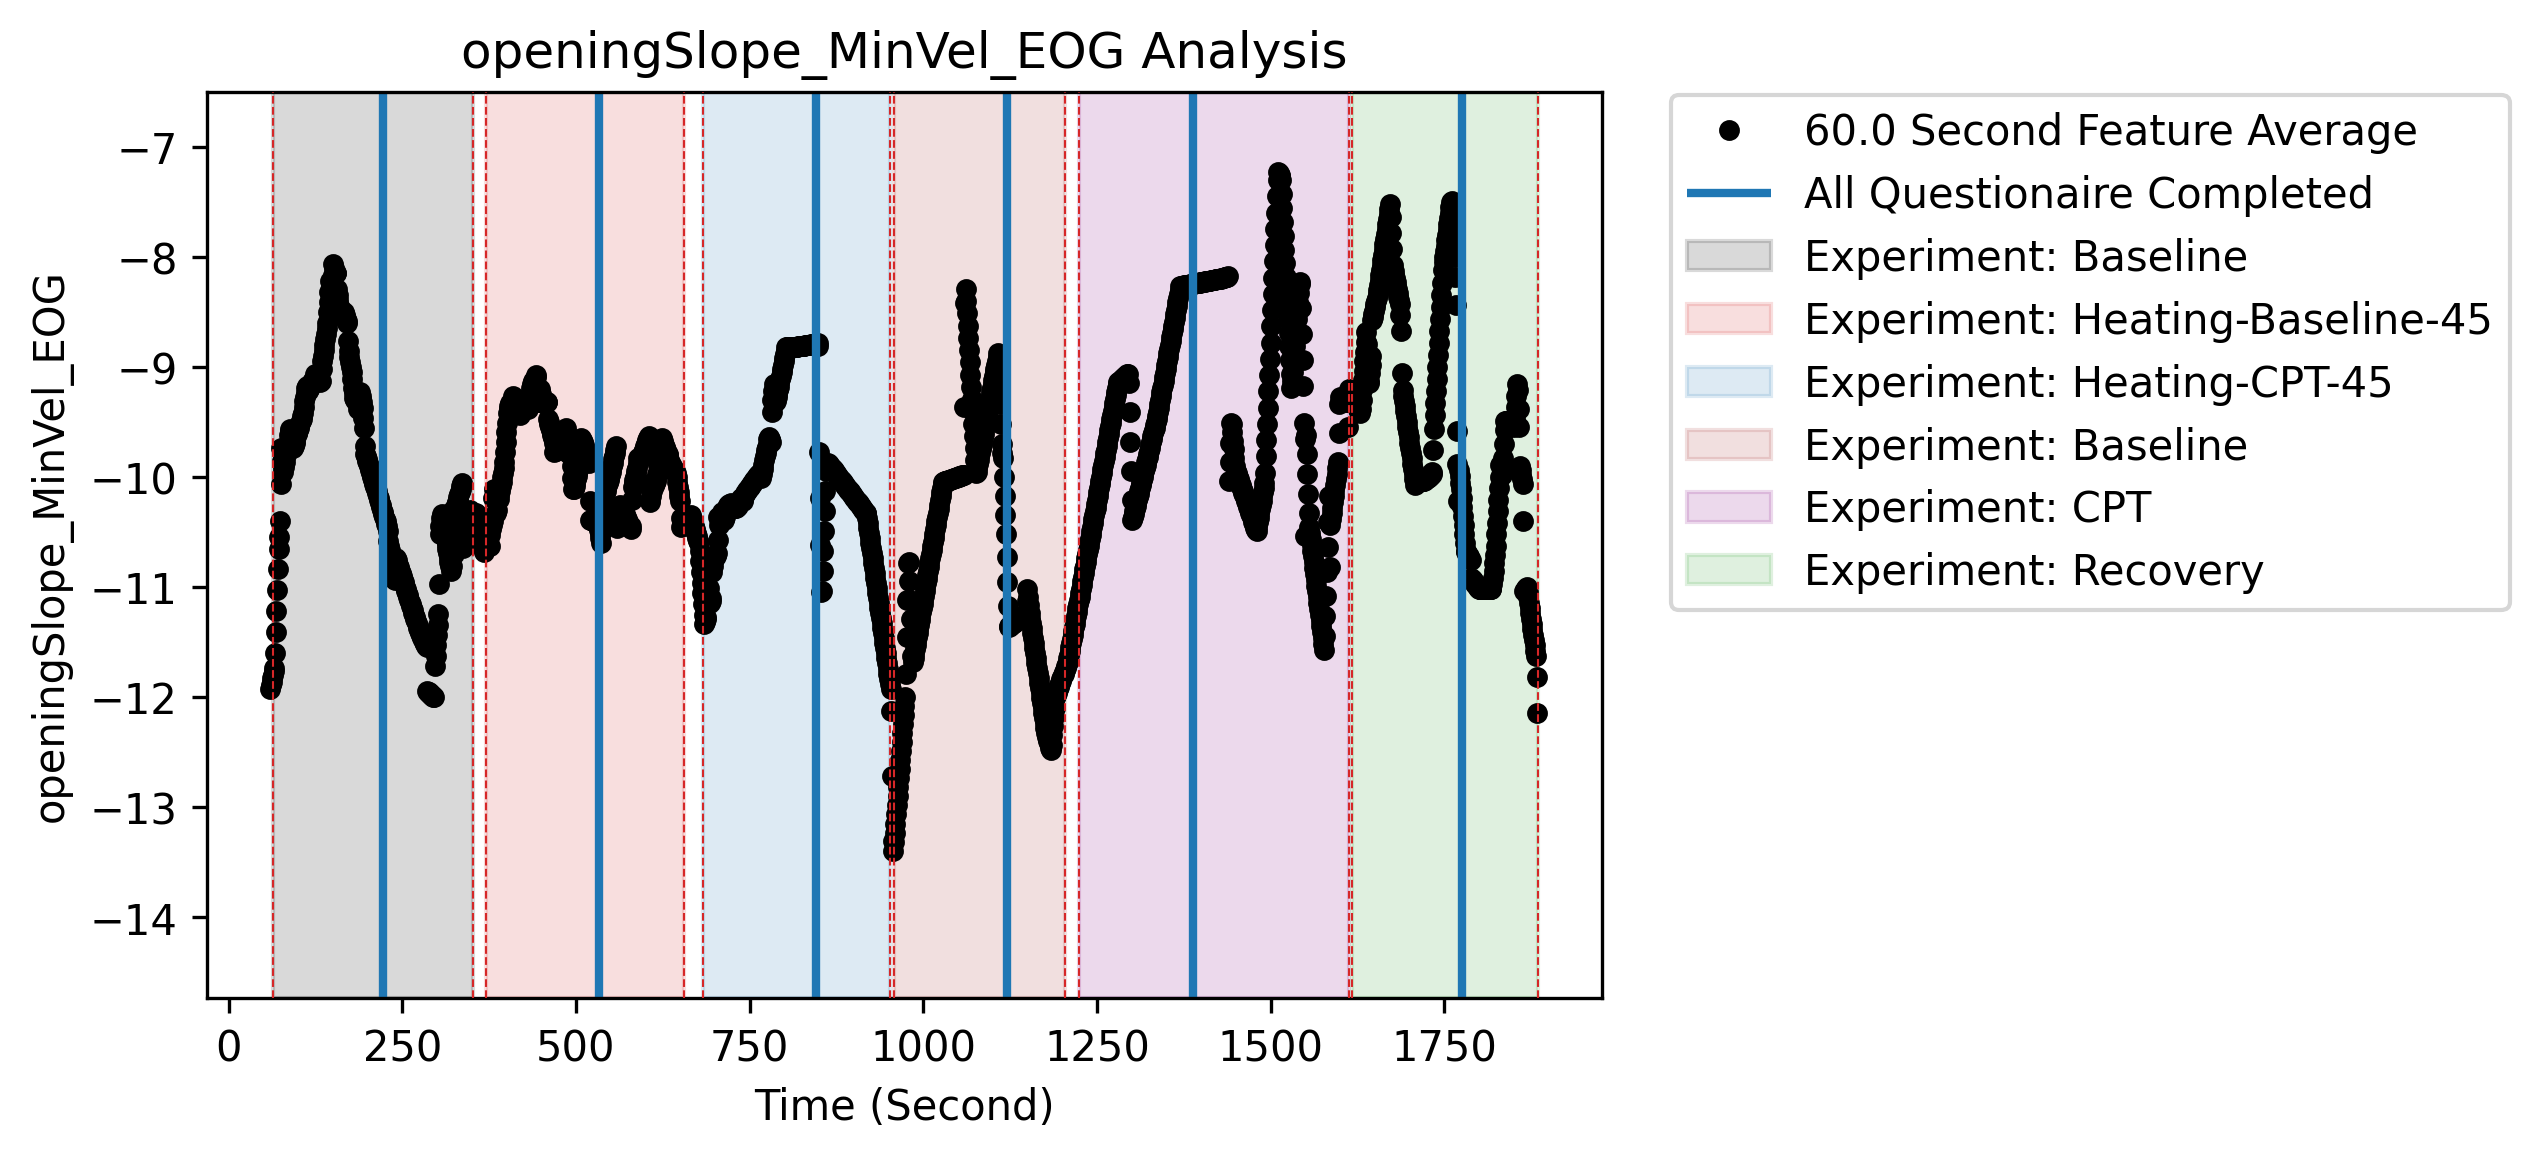 openingSlope_MinVel_EOG Analysis
openingSlope_MinVel_EOG
−7
−8
−9
−10
−11
−12
−13
−14
0 250 500 750 1000 1250 1500 1750
Time (Second)
60.0 Second Feature Average
All Questionaire Completed
Experiment: Baseline
Experiment: Heating-Baseline-45
Experiment: Heating-CPT-45
Experiment: Baseline
Experiment: CPT
Experiment: Recovery